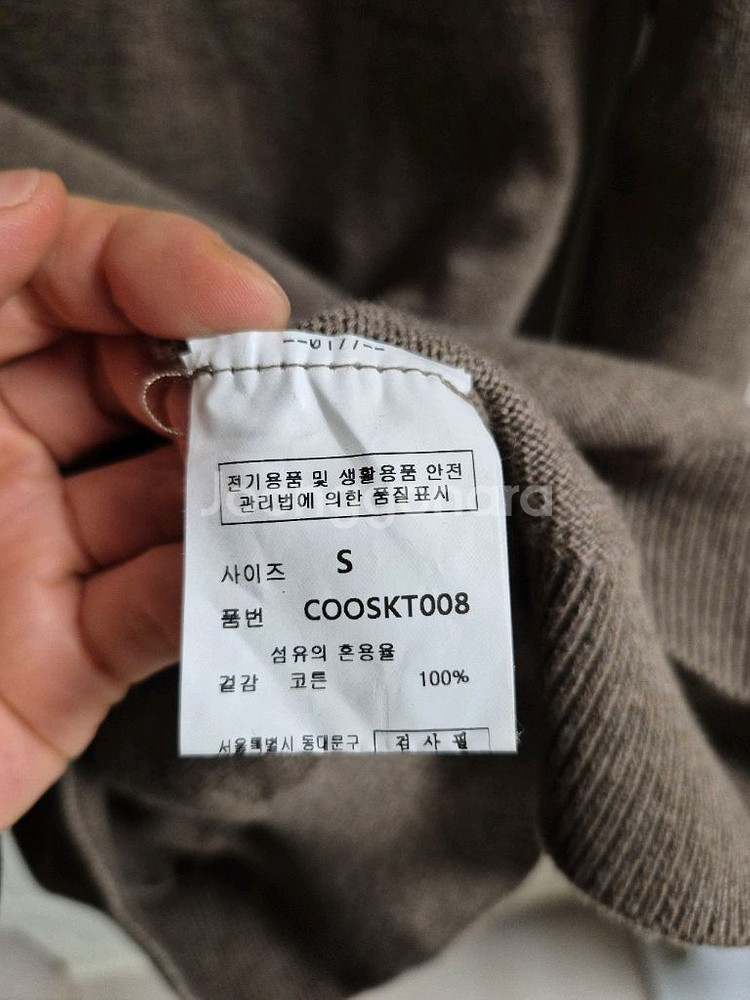 --0177--
전기용품 및 생활용품 안전
관리법에 의한 품질표시
Joonggonara
사이즈 S
품번 COOSKT008
섬유의 혼용율
겉감 코튼 100%
서울특별시 동대문구 검 사 필